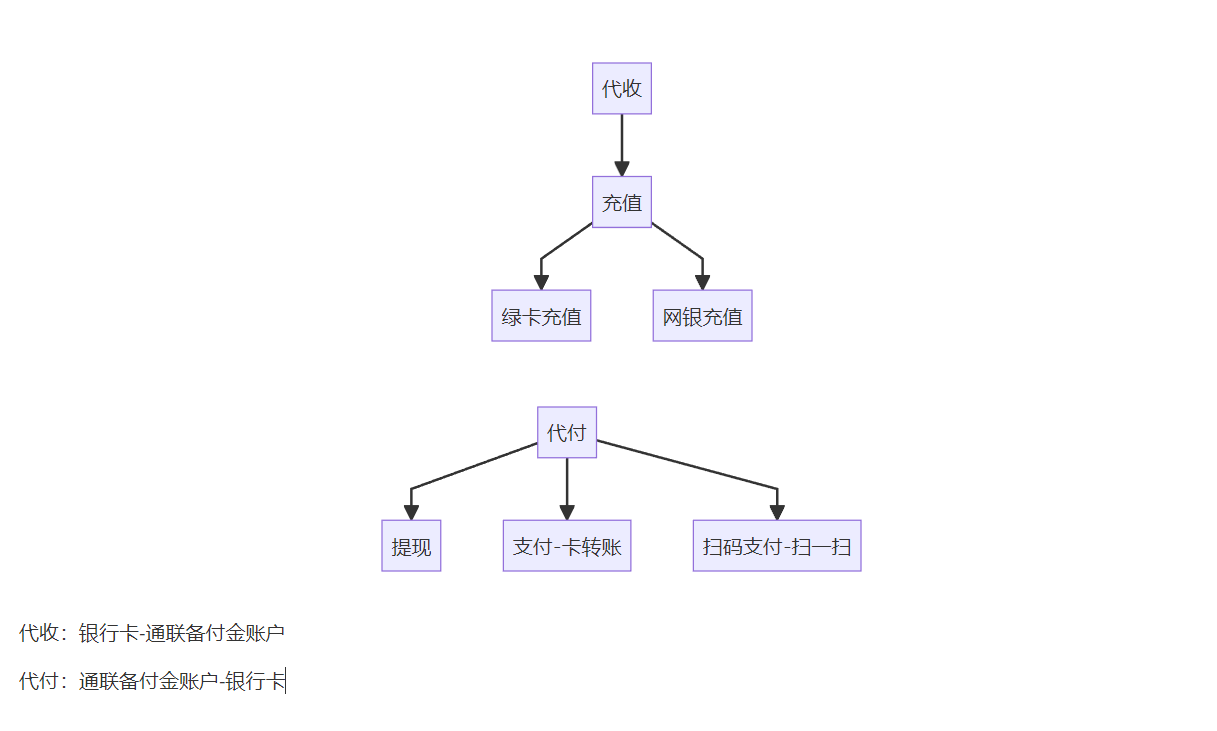 代收
充值
绿卡充值
网银充值
代付
提现
支付-卡转账
扫码支付-扫一扫
代收：银行卡-通联备付金账户
代付：通联备付金账户-银行卡